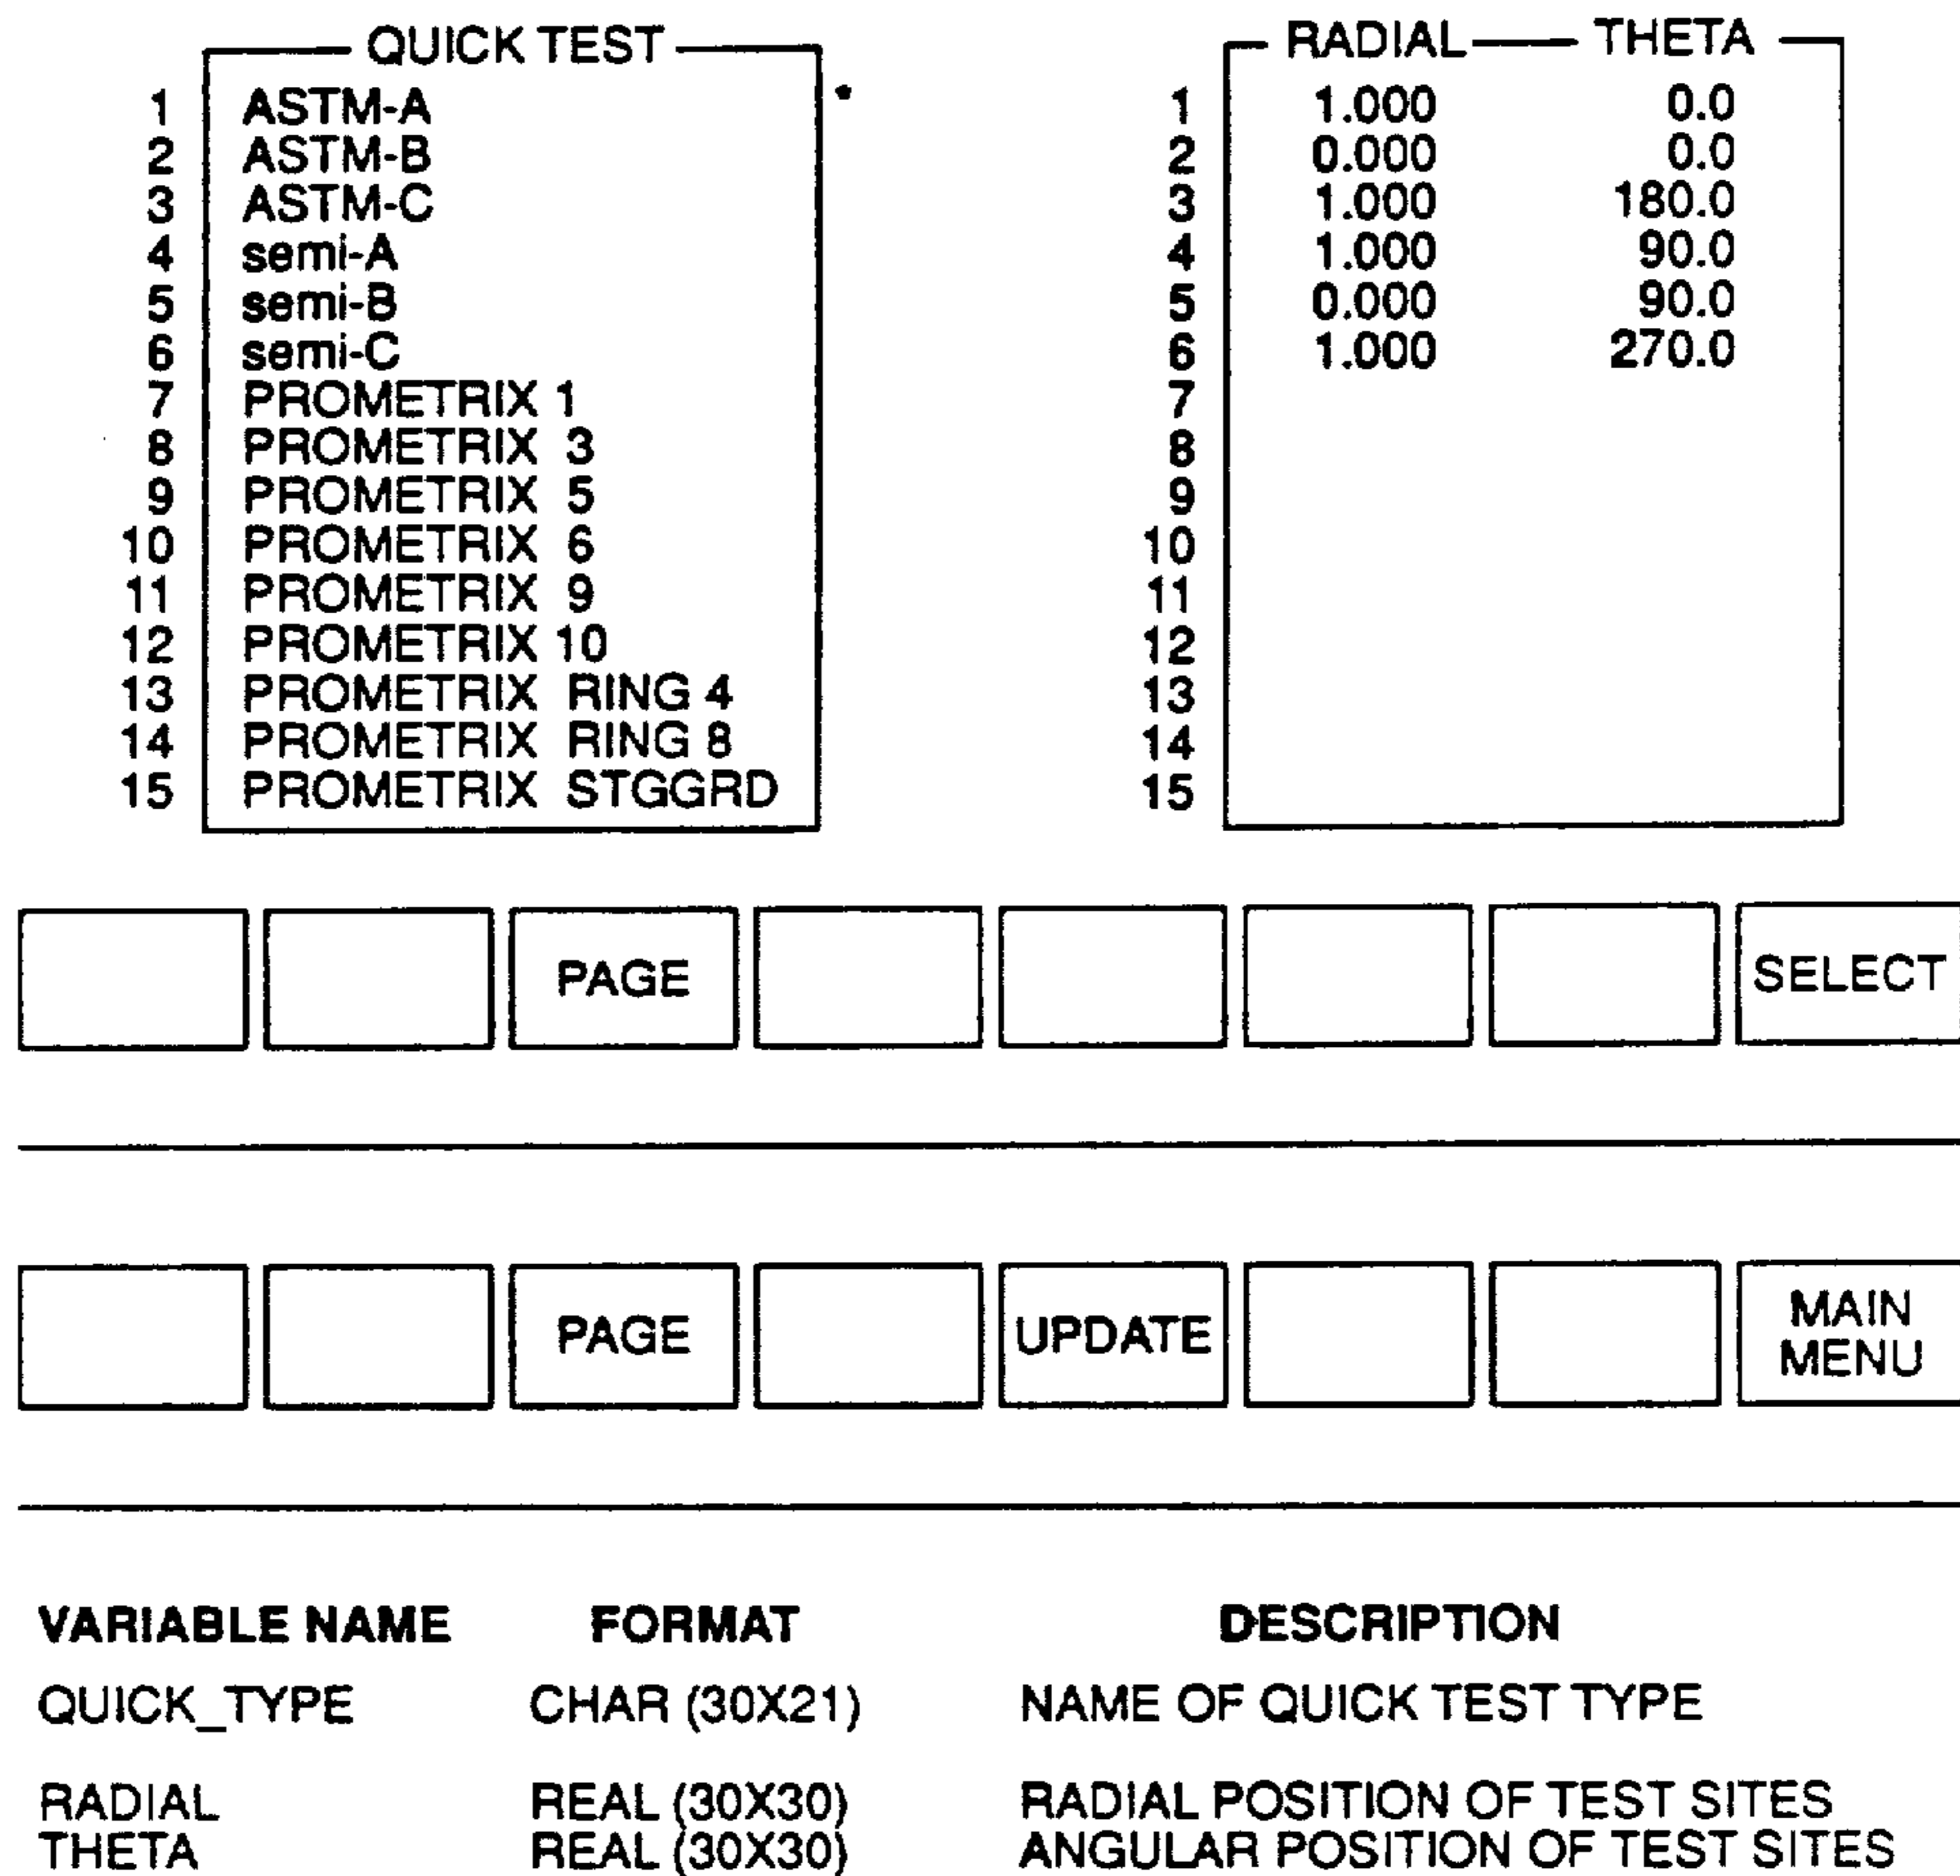 QUICK TEST
1 ASTM-A
2 ASTM-B
3 ASTM-C
4 semi-A
5 semi-B
6 semi-C
7 PROMETRIX 1
8 PROMETRIX 3
9 PROMETRIX 5
10 PROMETRIX 6
11 PROMETRIX 9
12 PROMETRIX 10
13 PROMETRIX RING 4
14 PROMETRIX RING 8
15 PROMETRIX STGGRD
RADIAL THETA
1 1.000 0.0
2 0.000 0.0
3 1.000 180.0
4 1.000 90.0
5 0.000 90.0
6 1.000 270.0
7
8
9
10
11
12
13
14
15
PAGE SELECT
PAGE UPDATE MAIN
MENU
VARIABLE NAME FORMAT DESCRIPTION
QUICK_TYPE CHAR (30X21) NAME OF QUICK TEST TYPE
RADIAL REAL (30X30) RADIAL POSITION OF TEST SITES
THETA REAL (30X30) ANGULAR POSITION OF TEST SITES